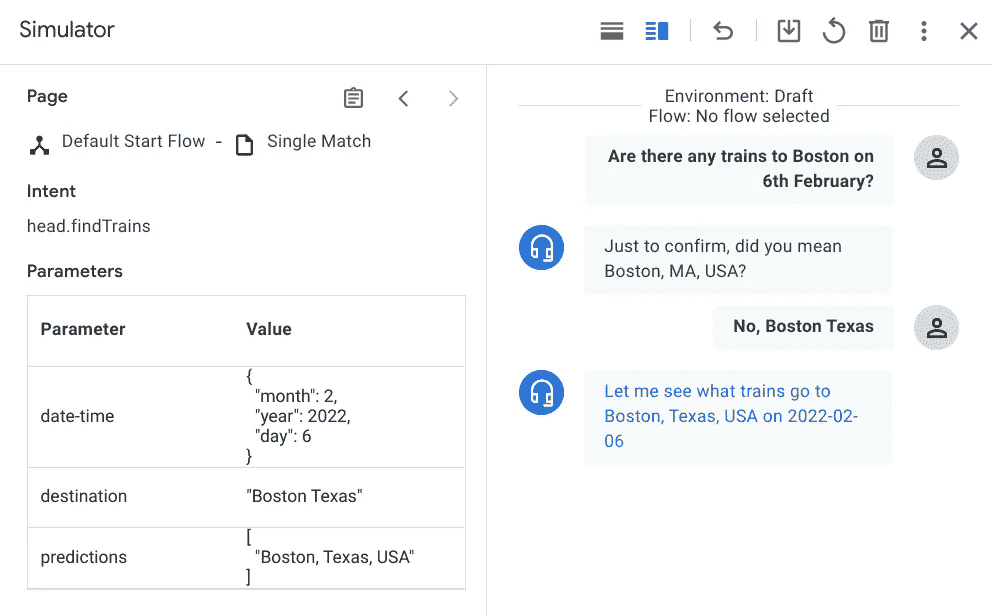 Simulator
Page
Default Start Flow - Single Match
Intent
head.findTrains
Parameters
Parameter Value
date-time
{
"month": 2,
"year": 2022,
"day": 6
}
destination "Boston Texas"
predictions
[
"Boston, Texas, USA"
]
Environment: Draft
Flow: No flow selected
Are there any trains to Boston on
6th February?
Just to confirm, did you mean
Boston, MA, USA?
No, Boston Texas
Let me see what trains go to
Boston, Texas, USA on 2022-02-
06